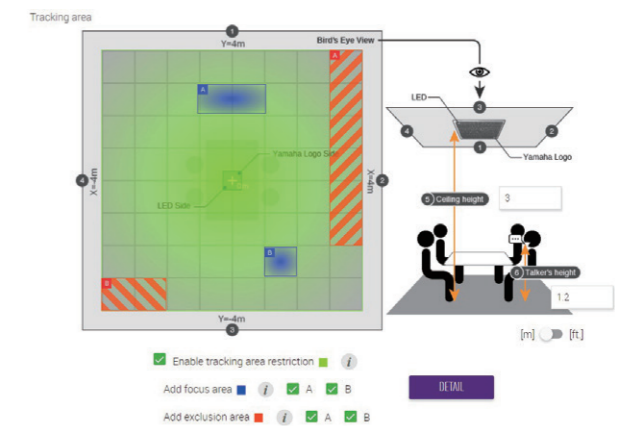 Tracking area
1
Y=4m
Bird's Eye View
A
A
LED
3
4
2
1
Yamaha Logo
Yamaha Logo Side
4
X=-4m
X=4m
2
LED Side
5 Ceiling height
3
B
6 Talker's height
1.2
B
Y=-4m
3
[m] [ft.]
Enable tracking area restriction i
Add focus area i A B
DETAIL
Add exclusion area i A B